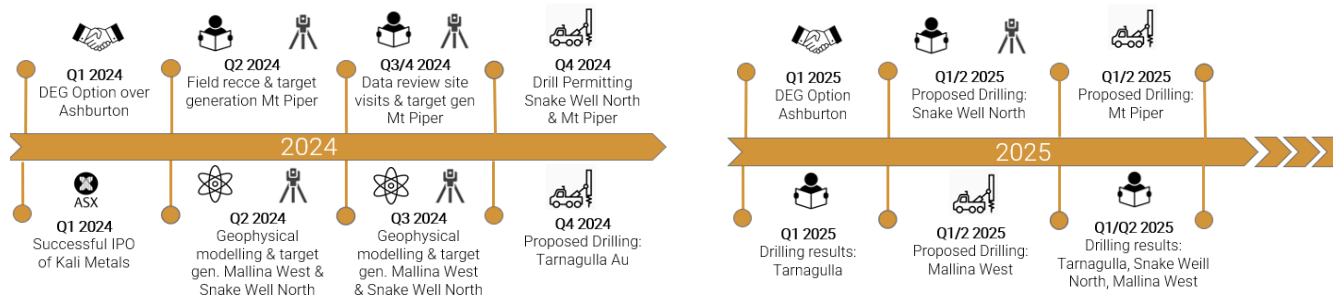 Q1 2024
DEG Option over
Ashburton
Q2 2024
Field recce & target
generation Mt Piper
Q3/4 2024
Data review site
visits & target gen
Mt Piper
Q4 2024
Drill Permitting
Snake Well North
& Mt Piper
2024
ASX
Q1 2024
Successful IPO
of Kali Metals
Q2 2024
Geophysical
modelling & target
gen. Mallina West &
Snake Well North
Q3 2024
Geophysical
modelling & target
gen. Mallina West
& Snake Well North
Q4 2024
Proposed Drilling:
Tarnagulla Au
Q1 2025
DEG Option
Ashburton
Q1/2 2025
Proposed Drilling:
Snake Well North
Q1/2 2025
Proposed Drilling:
Mt Piper
2025
Q1 2025
Drilling results:
Tarnagulla
Q1/2 2025
Proposed Drilling:
Mallina West
Q1/Q2 2025
Drilling results:
Tarnagulla, Snake Weill
North, Mallina West